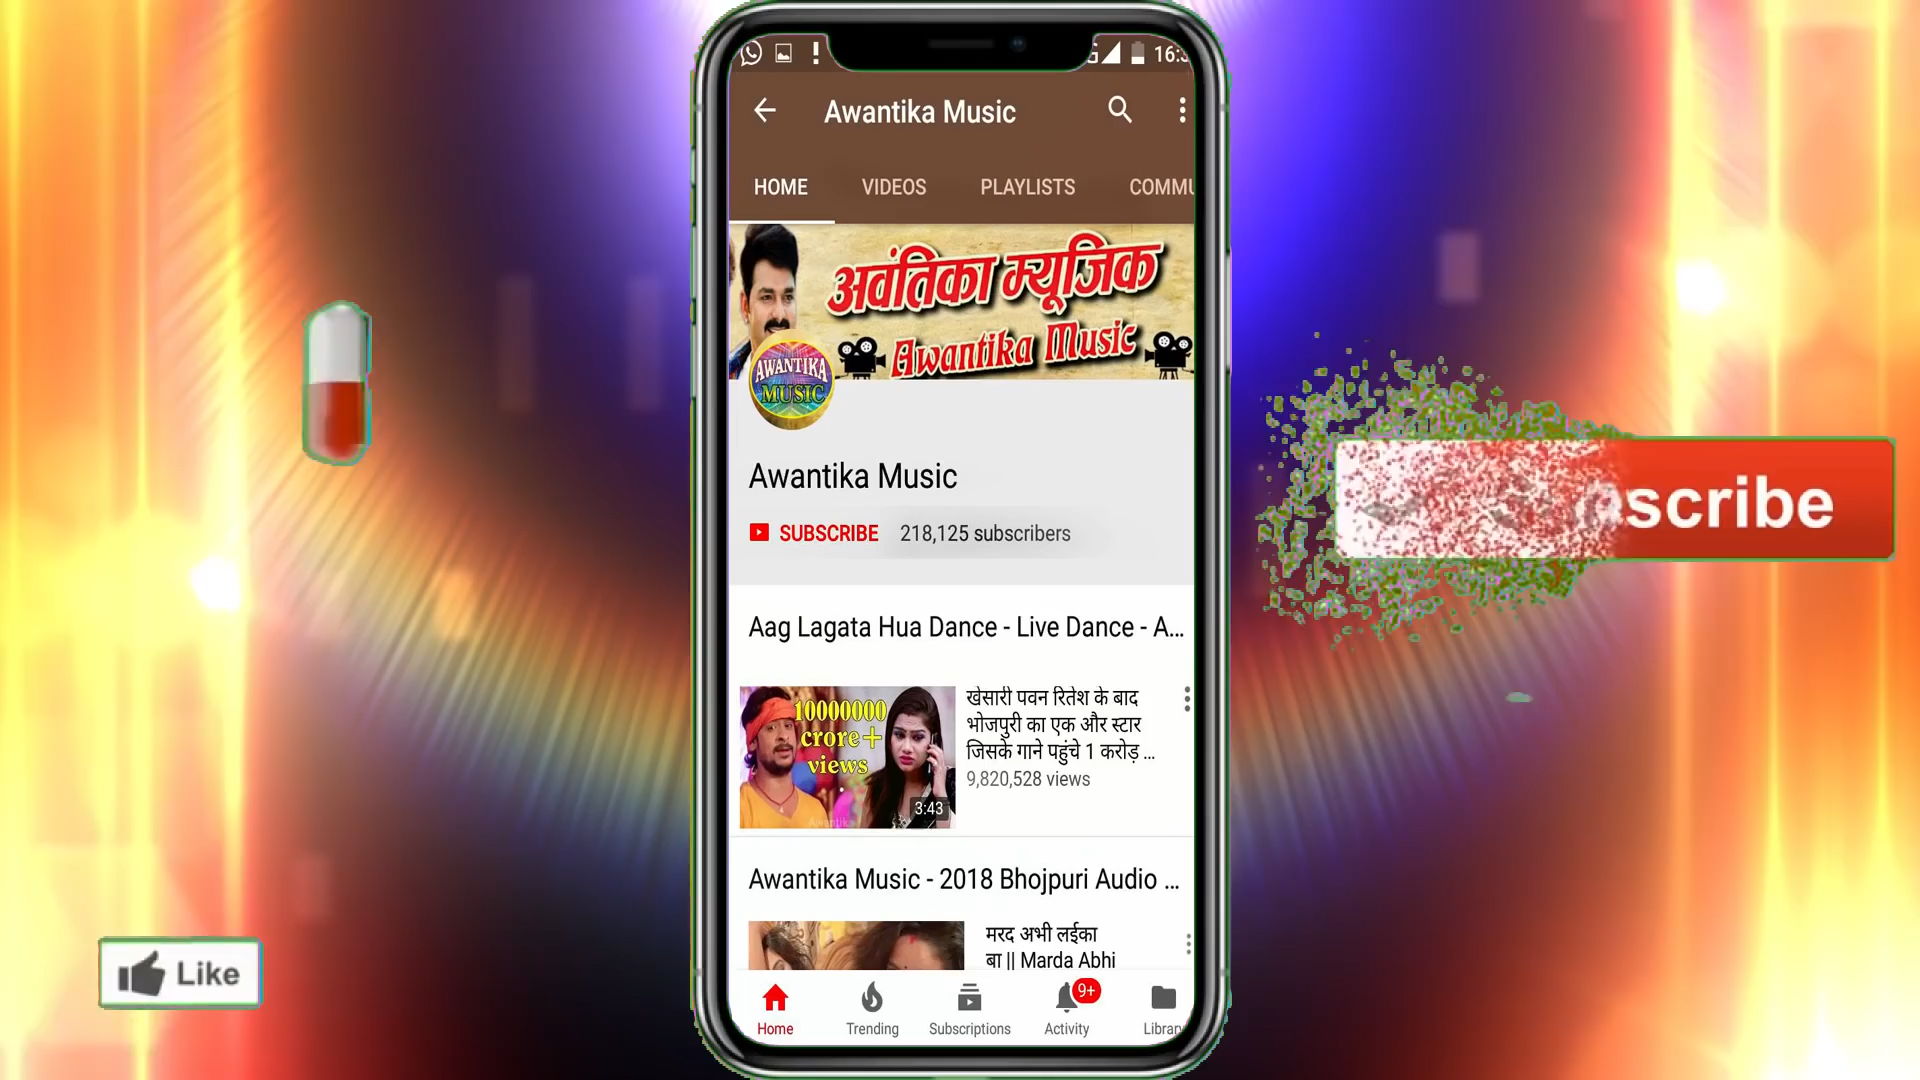 16:3
Awantika Music
HOME VIDEOS PLAYLISTS COMMU
अवंतिका म्यूजिक
Awantika Music
AWANTIKA
MUSIC
Awantika Music
SUBSCRIBE 218,125 subscribers
scribe
Aag Lagata Hua Dance - Live Dance - A...
10000000
crore+
views
3:43
खेसारी पवन रितेश के बाद
भोजपुरी का एक और स्टार
जिसके गाने पहुंचे 1 करोड़ ...
9,820,528 views
Awantika Music - 2018 Bhojpuri Audio ...
मरद अभी लईका
बा || Marda Abhi
Like
9+
Home Trending Subscriptions Activity Library